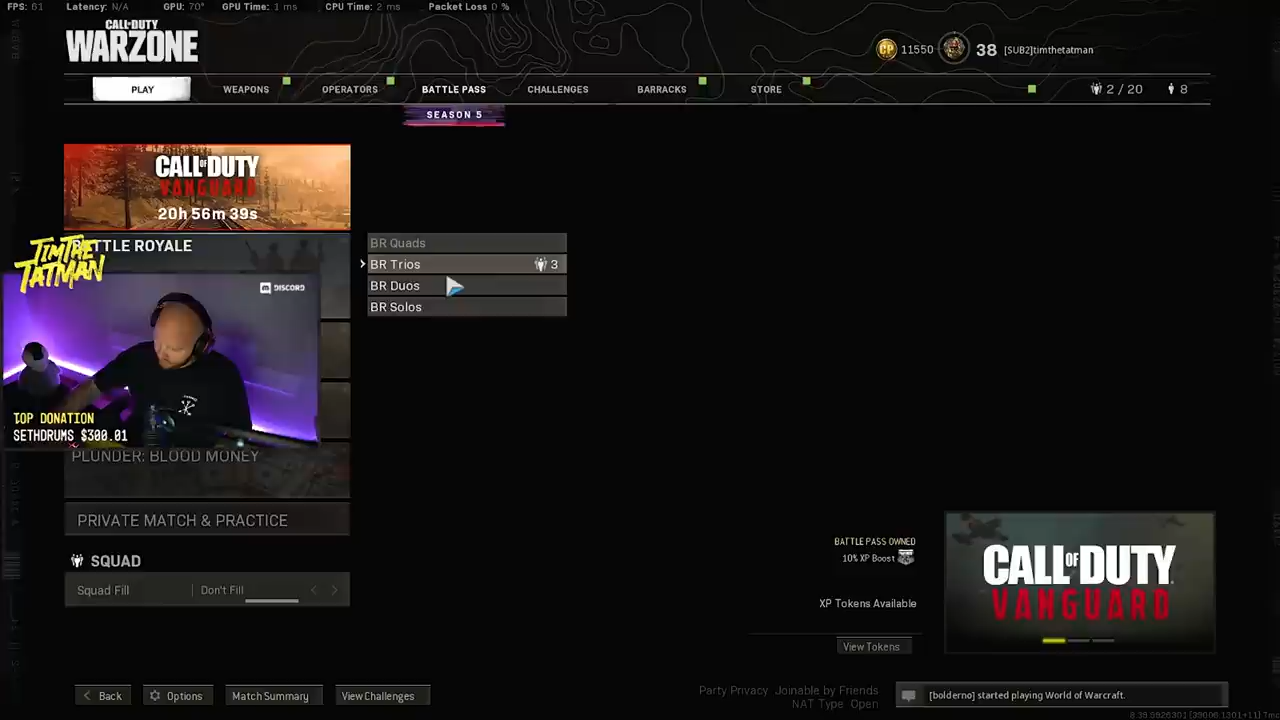 FPS: 61 Latency: N/A GPU: 70° GPU Time: 1 ms CPU Time: 2 ms Packet Loss 0 %
CALL OF DUTY
WARZONE
CP 11550 38 [SUB2]timthetatman
PLAY WEAPONS OPERATORS BATTLE PASS CHALLENGES BARRACKS STORE 2 / 20 8
SEASON 5
CALL OF DUTY
VANGUARD
20h 56m 39s
TTLE ROYALE
TIMTHE
TATMAN
DISCORD
BR Quads
BR Trios 3
BR Duos
BR Solos
TOP DONATION
SETHDRUMS $300.01
PLUNDER: BLOOD MONEY
PRIVATE MATCH & PRACTICE
SQUAD
Squad Fill Don't Fill
BATTLE PASS OWNED
10% XP Boost
XP Tokens Available
View Tokens
CALL OF DUTY
VANGUARD
Back Options Match Summary View Challenges
Party Privacy Joinable by Friends
NAT Type Open
[bolderno] started playing World of Warcraft.